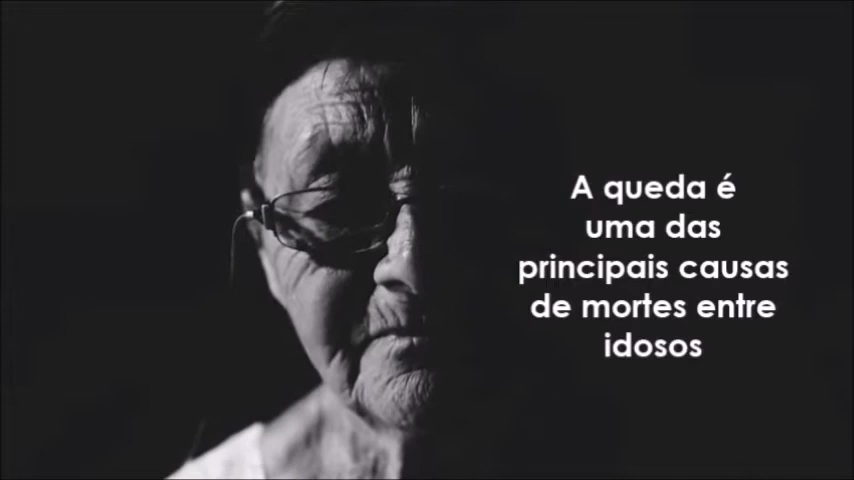 A queda é
uma das
principais causas
de mortes entre
idosos